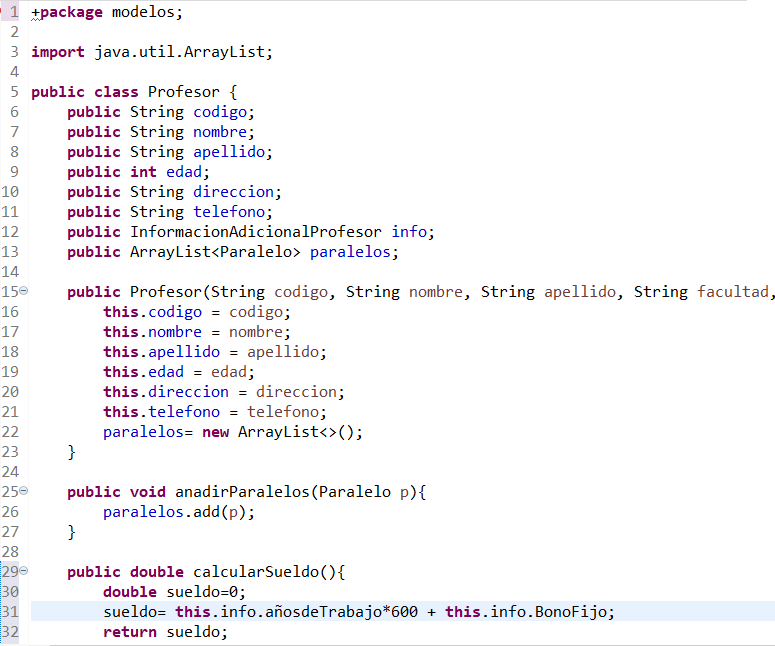 1 +package modelos;
2
3 import java.util.ArrayList;
4
5 public class Profesor {
6     public String codigo;
7     public String nombre;
8     public String apellido;
9     public int edad;
10     public String direccion;
11     public String telefono;
12     public InformacionAdicionalProfesor info;
13     public ArrayList<Paralelo> paralelos;
14
15     public Profesor(String codigo, String nombre, String apellido, String facultad,
16         this.codigo = codigo;
17         this.nombre = nombre;
18         this.apellido = apellido;
19         this.edad = edad;
20         this.direccion = direccion;
21         this.telefono = telefono;
22         paralelos= new ArrayList<>();
23     }
24
25     public void anadirParalelos(Paralelo p){
26         paralelos.add(p);
27     }
28
29     public double calcularSueldo(){
30         double sueldo=0;
31         sueldo= this.info.añosdeTrabajo*600 + this.info.BonoFijo;
32         return sueldo;